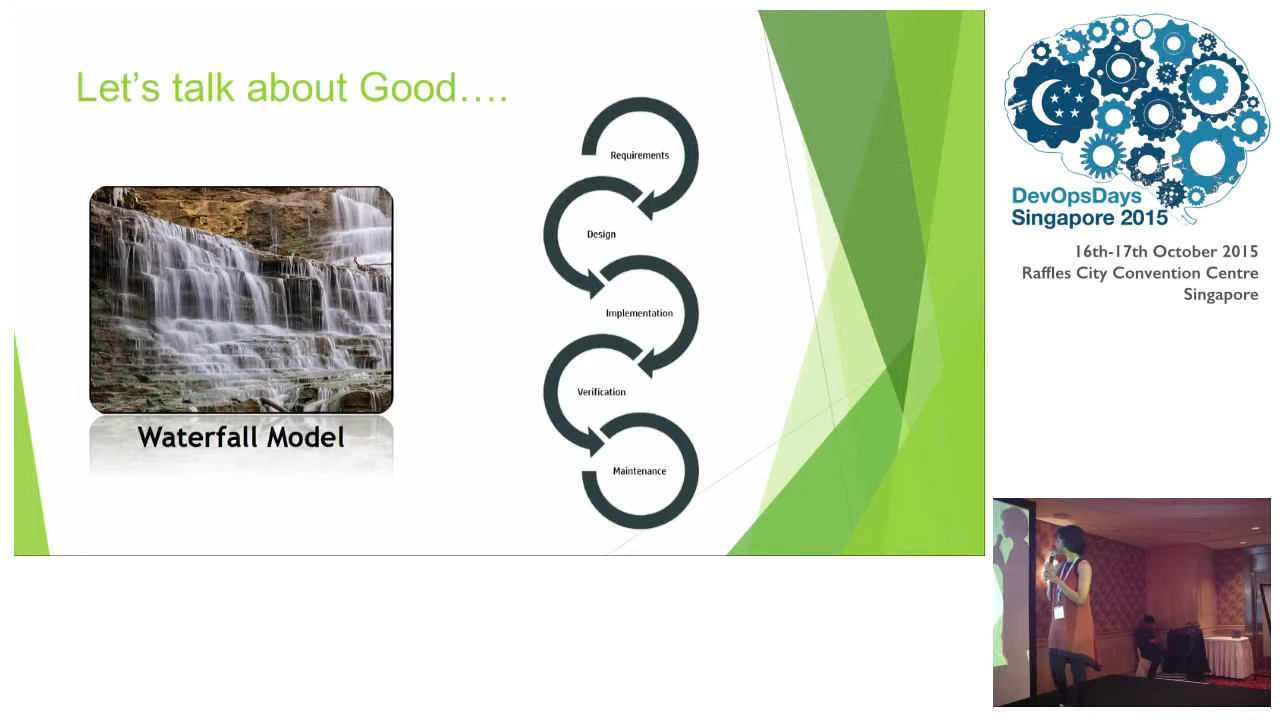 Let's talk about Good....
Requirements
Design
Implementation
Verification
Maintenance
Waterfall Model
DevOpsDays
Singapore 2015
16th-17th October 2015
Raffles City Convention Centre
Singapore